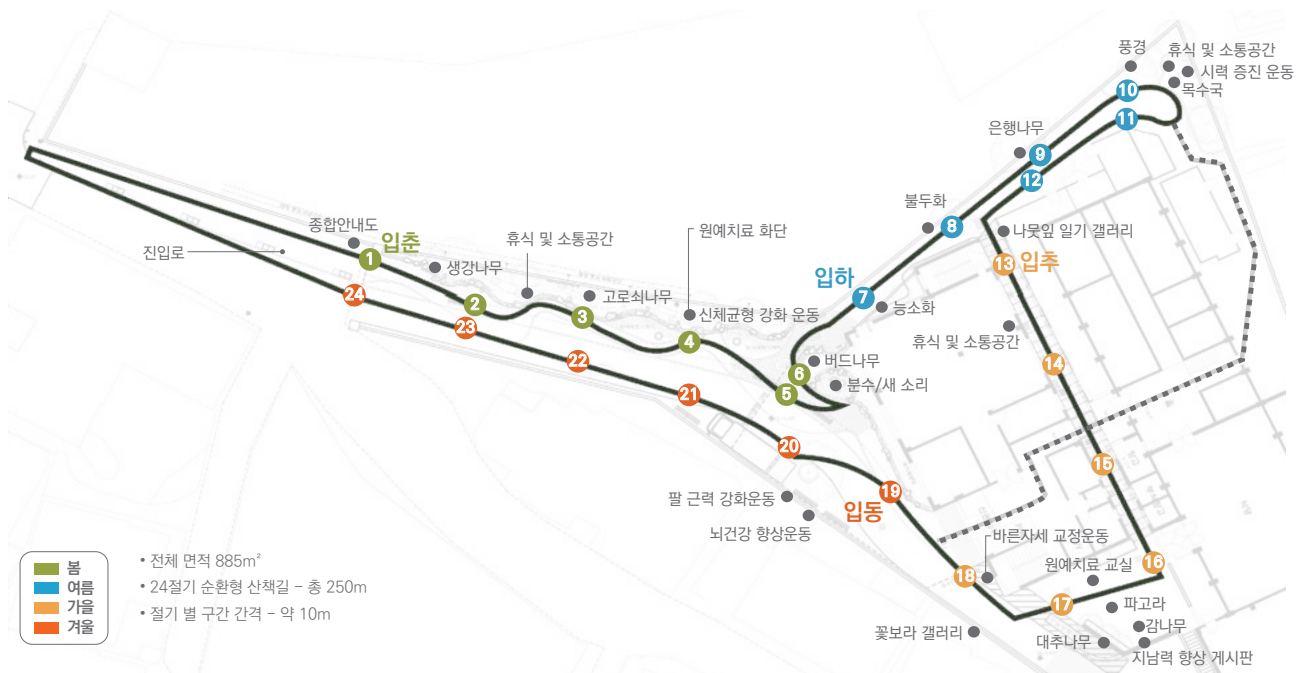 풍경
휴식 및 소통공간
시력 증진 운동
목수국
10
11
은행나무
9
12
불두화
8
나뭇잎 일기 갤러리
13
입추
종합안내도
입춘
1
진입로
생강나무
휴식 및 소통공간
원예치료 화단
고로쇠나무
신체균형 강화 운동
입하
7
능소화
휴식 및 소통공간
24
2
23
3
22
4
21
버드나무
6
분수/새 소리
5
14
20
15
19
입동
팔 근력 강화운동
뇌건강 향상운동
바른자세 교정운동
원예치료 교실
16
18
17
파고라
감나무
꽃보라 갤러리
대추나무
지남력 향상 게시판
봄
여름
가을
겨울
• 전체 면적 885m²
• 24절기 순환형 산책길 – 총 250m
• 절기 별 구간 간격 – 약 10m